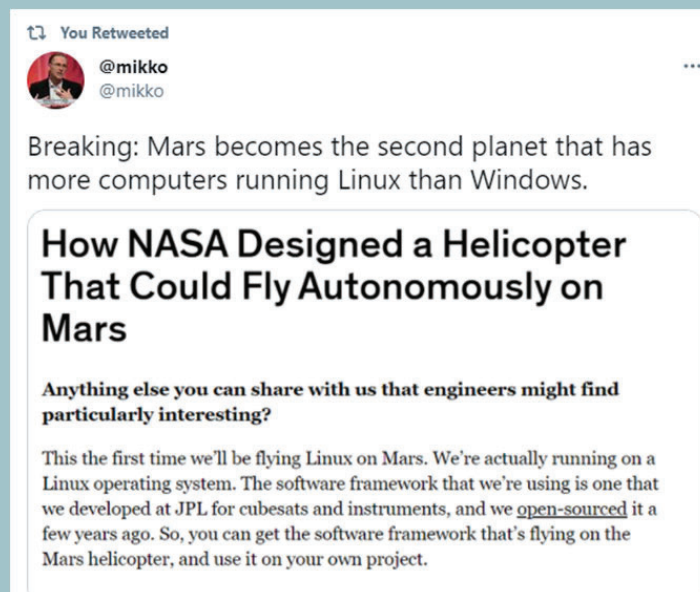 You Retweeted
@mikko
@mikko
Breaking: Mars becomes the second planet that has
more computers running Linux than Windows.
How NASA Designed a Helicopter
That Could Fly Autonomously on
Mars
Anything else you can share with us that engineers might find
particularly interesting?
This the first time we'll be flying Linux on Mars. We're actually running on a
Linux operating system. The software framework that we're using is one that
we developed at JPL for cubesats and instruments, and we open-sourced it a
few years ago. So, you can get the software framework that's flying on the
Mars helicopter, and use it on your own project.